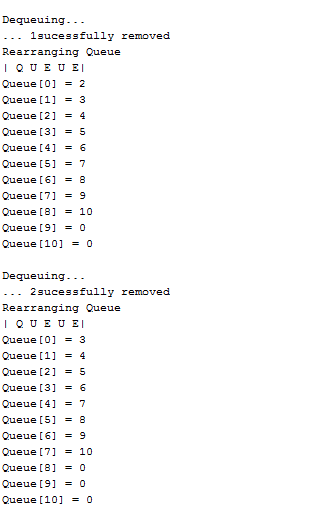 Dequeuing...
... 1sucessfully removed
Rearranging Queue
| Q U E U E|
Queue[0] = 2
Queue[1] = 3
Queue[2] = 4
Queue[3] = 5
Queue[4] = 6
Queue[5] = 7
Queue[6] = 8
Queue[7] = 9
Queue[8] = 10
Queue[9] = 0
Queue[10] = 0
Dequeuing...
... 2sucessfully removed
Rearranging Queue
| Q U E U E|
Queue[0] = 3
Queue[1] = 4
Queue[2] = 5
Queue[3] = 6
Queue[4] = 7
Queue[5] = 8
Queue[6] = 9
Queue[7] = 10
Queue[8] = 0
Queue[9] = 0
Queue[10] = 0